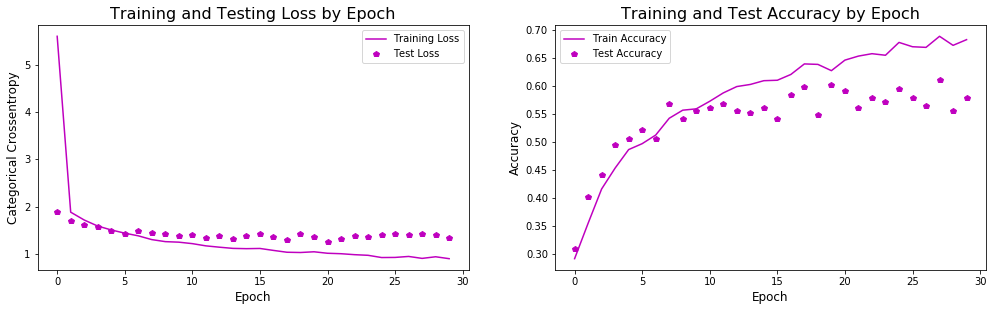 Training and Testing Loss by Epoch
Training Loss
Test Loss
Categorical Crossentropy
5
4
3
2
1
0 5 10 15 20 25 30
Epoch
Training and Test Accuracy by Epoch
Train Accuracy
Test Accuracy
Accuracy
0.70
0.65
0.60
0.55
0.50
0.45
0.40
0.35
0.30
0 5 10 15 20 25 30
Epoch